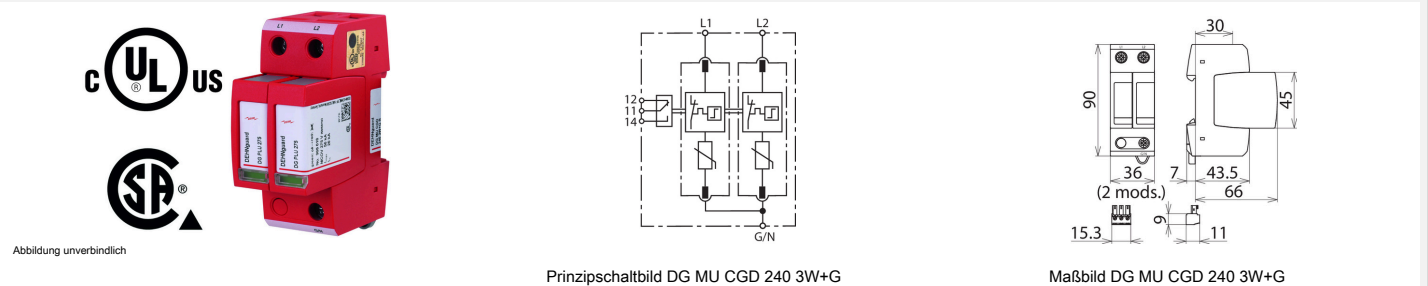 C UL US
®
SA ®
L1 L2
DEHNguard
DG PLU 275
DEHNguard
DG PLU 275
Abbildung unverbindlich
L1 L2
12
11
14
G/N
Prinzipschaltbild DG MU CGD 240 3W+G
30
90
45
36
(2 mods.)
7
43.5
66
15.3
9
11
Maßbild DG MU CGD 240 3W+G